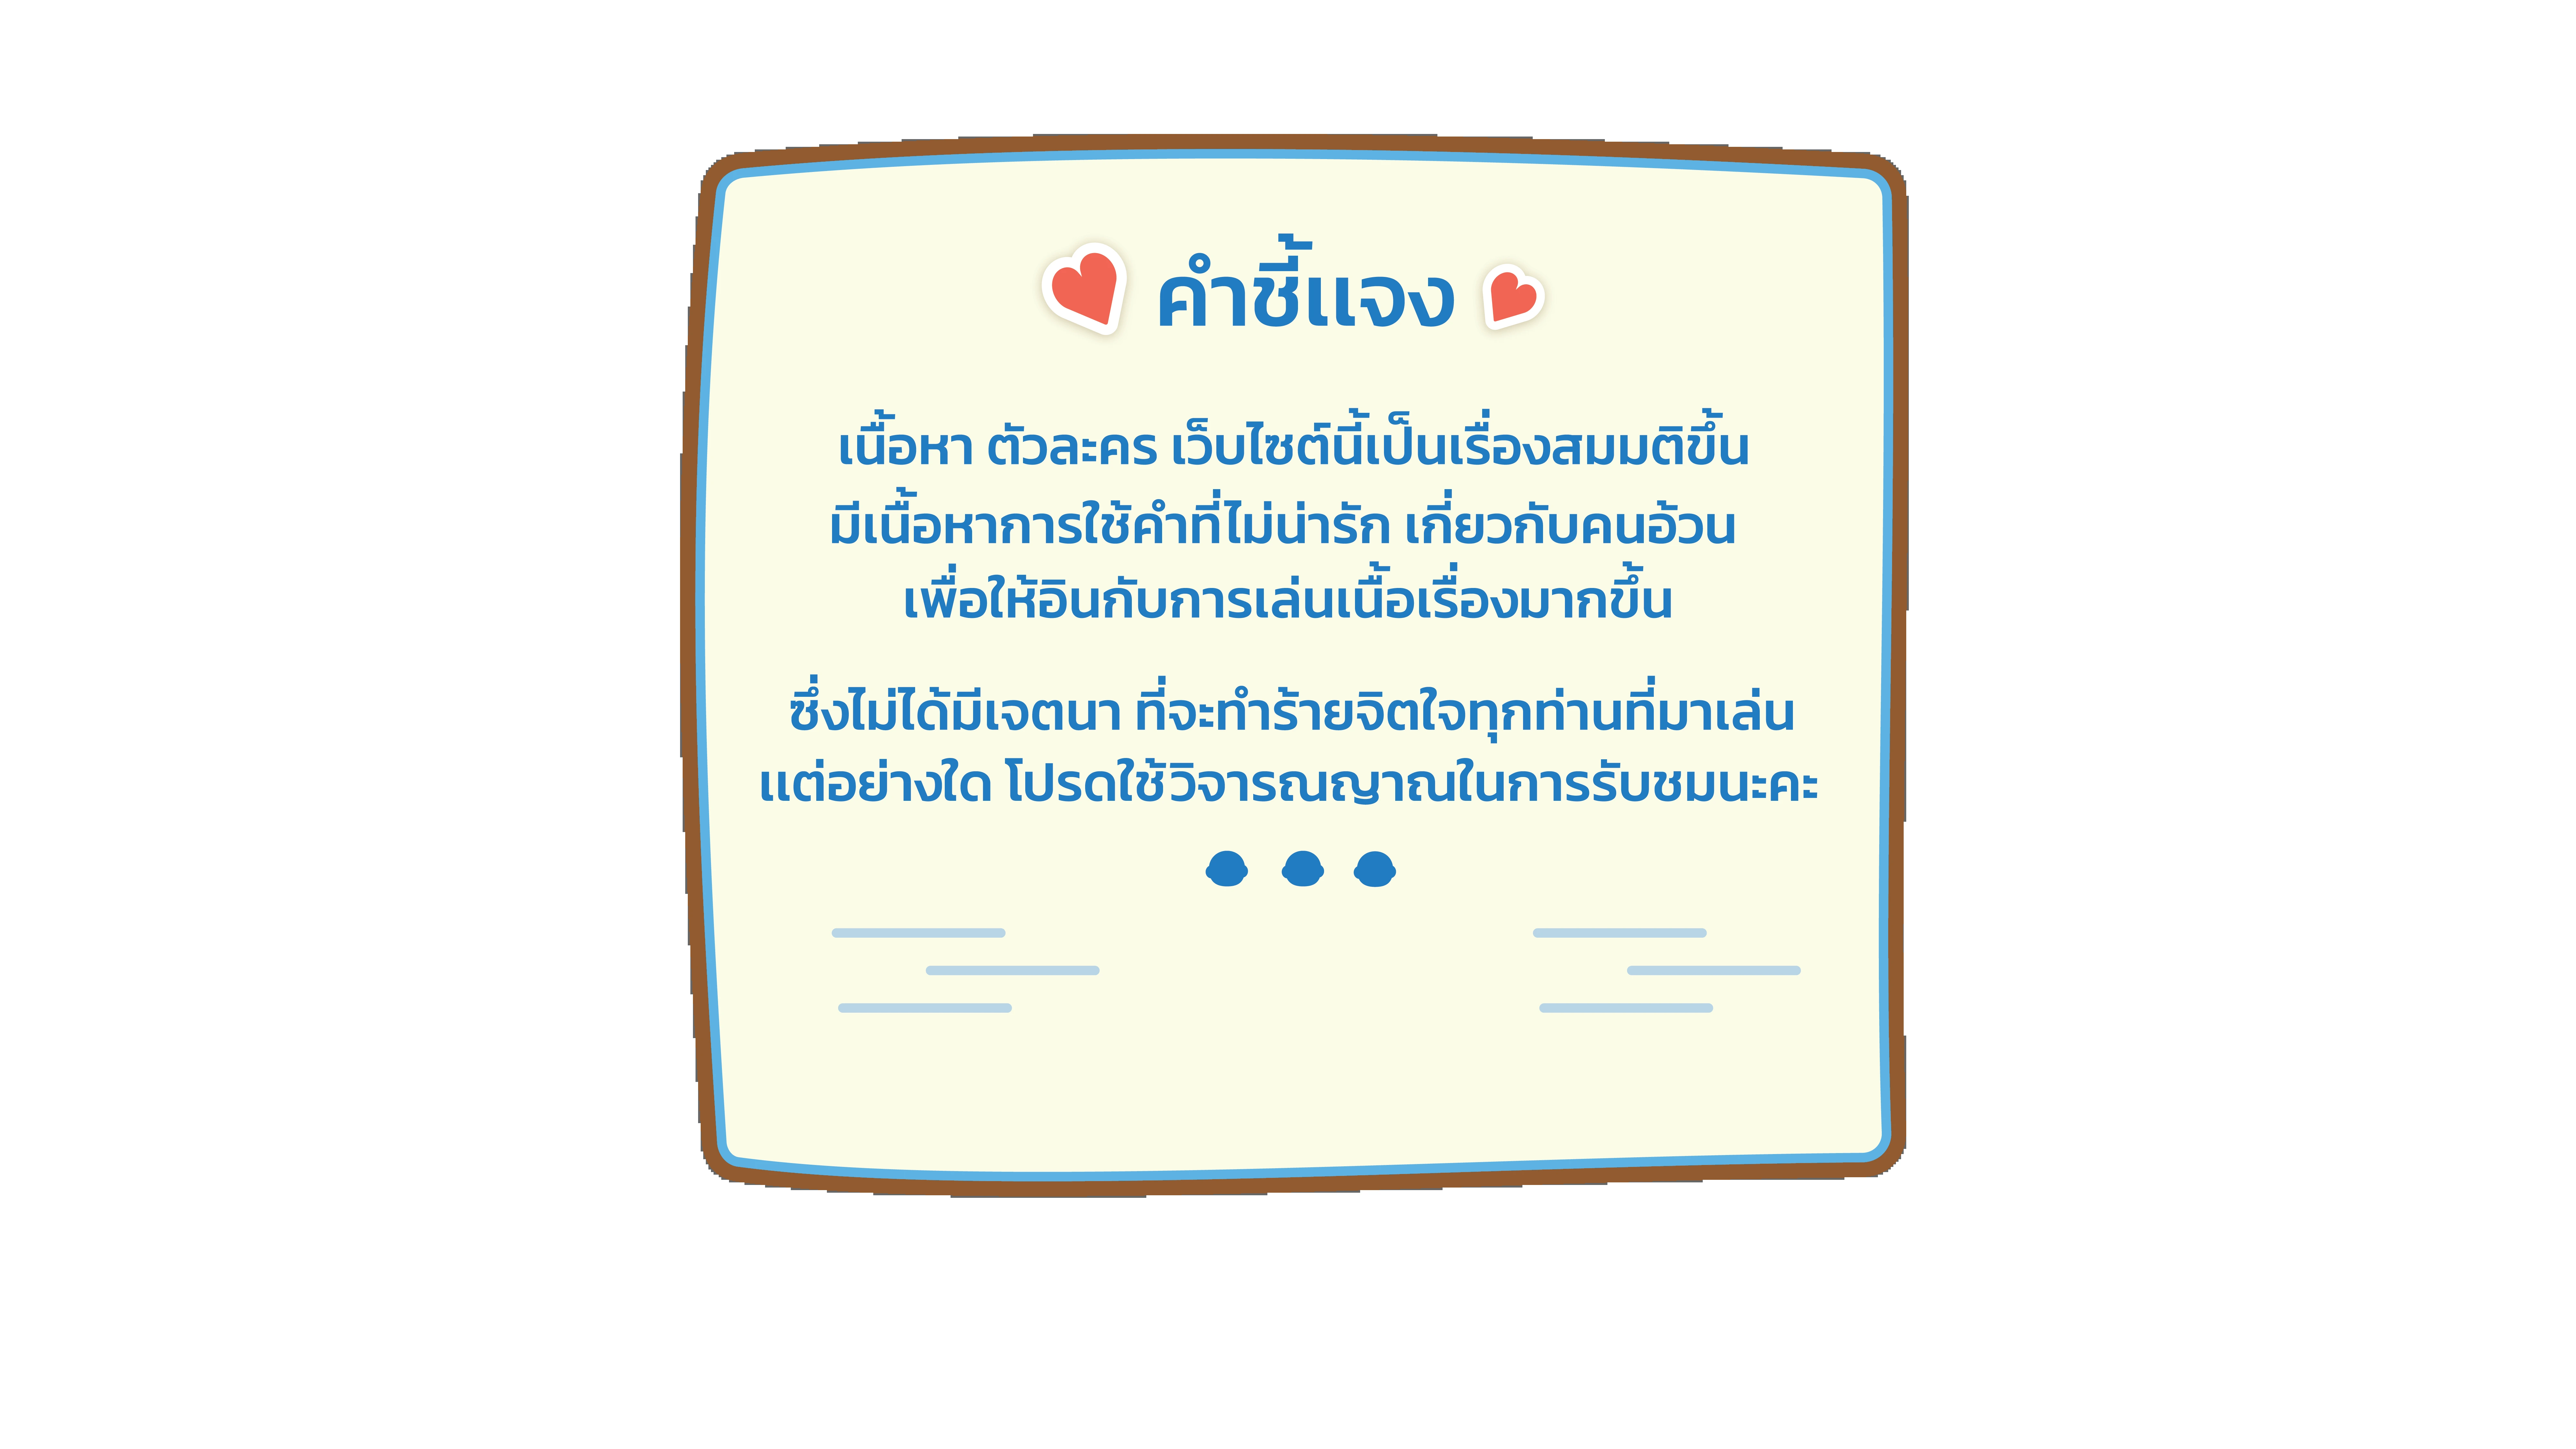 คำชี้แจง
เนื้อหา ตัวละคร เว็บไซต์นี้เป็นเรื่องสมมติขึ้น
มีเนื้อหาการใช้คำที่ไม่น่ารัก เกี่ยวกับคนอ้วน
เพื่อให้อินกับการเล่นเนื้อเรื่องมากขึ้น
ซึ่งไม่ได้มีเจตนา ที่จะทำร้ายจิตใจทุกท่านที่มาเล่น
แต่อย่างใด โปรดใช้วิจารณญาณในการรับชมนะคะ